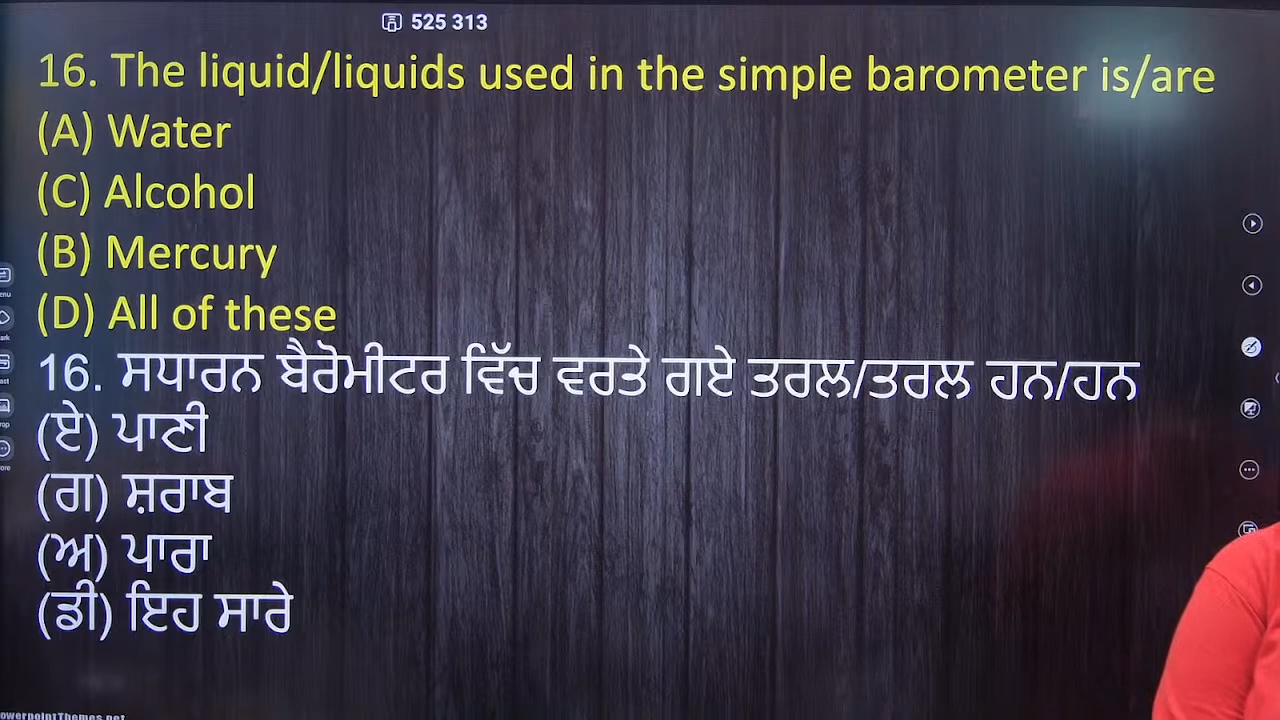 525 313
16. The liquid/liquids used in the simple barometer is/are
(A) Water
(C) Alcohol
(B) Mercury
(D) All of these
16. ਸਧਾਰਨ ਬੈਰੋਮੀਟਰ ਵਿੱਚ ਵਰਤੇ ਗਏ ਤਰਲ/ਤਰਲ ਹਨ/ਹਨ
(ਏ) ਪਾਣੀ
(ਗ) ਸ਼ਰਾਬ
(ਅ) ਪਾਰਾ
(ਡੀ) ਇਹ ਸਾਰੇ